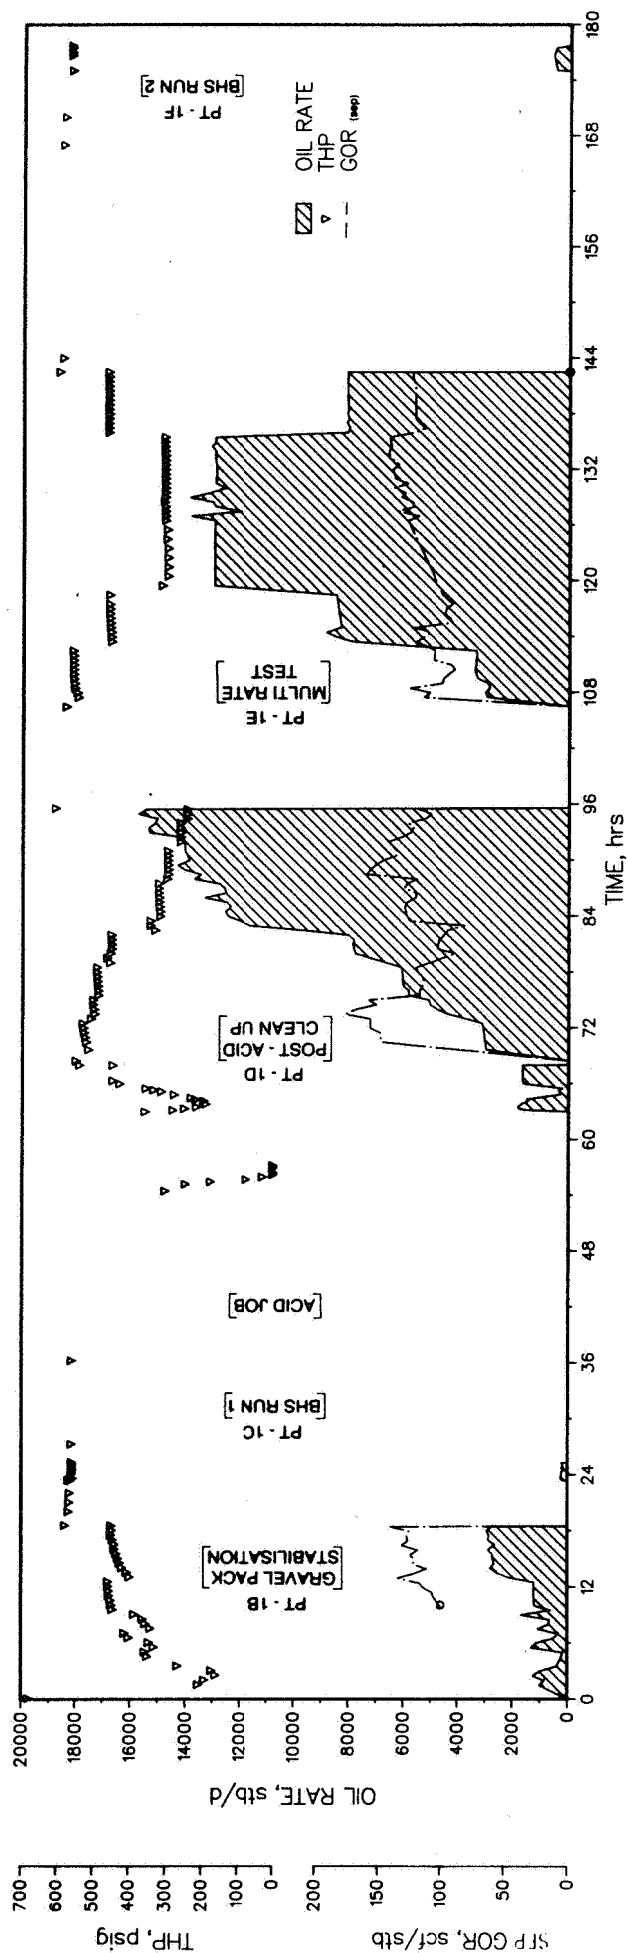 THP, psig
700
600
500
400
300
200
100
0
SEP GOR, scf/stb
200
150
100
50
0
OIL RATE, stb/d
20000
18000
16000
14000
12000
10000
8000
6000
4000
2000
0
PT - 1B
[GRAVEL PACK
STABILISATION]
PT - 1C
[BHS RUN 1]
[ACID JOB]
PT - 1D
[POST - ACID
CLEAN UP]
PT - 1E
[MULTI RATE
TEST]
PT - 1F
[BHS RUN 2]
OIL RATE
THP
GOR (sep)
0
12
24
36
48
60
72
84
96
108
120
132
144
156
168
180
TIME, hrs